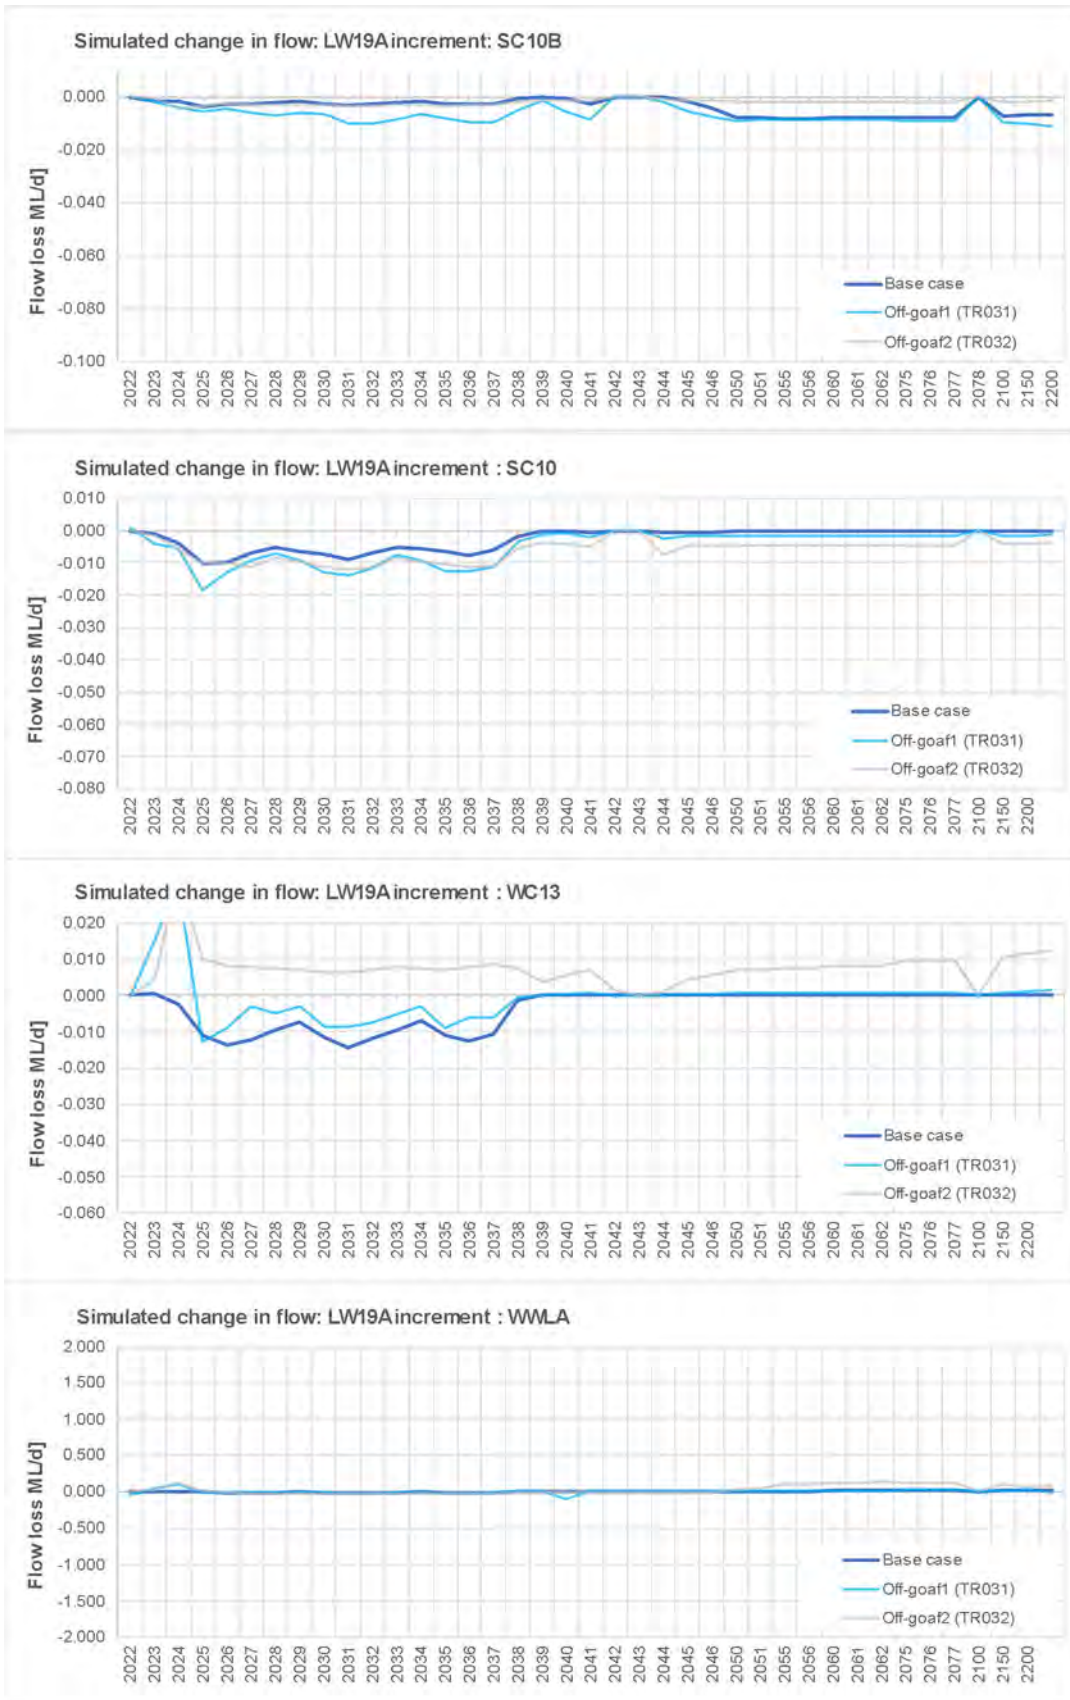 Simulated change in flow: LW19A increment: SC10B
Flow loss ML/d]
0.000
-0.020
-0.040
-0.060
-0.080
-0.100
Base case
Off-goaf1 (TR031)
Off-goaf2 (TR032)
2022 2023 2024 2025 2026 2027 2028 2029 2030 2031 2032 2033 2034 2035 2036 2037 2038 2039 2040 2041 2042 2043 2044 2045 2046 2050 2051 2055 2056 2060 2061 2062 2075 2076 2077 2078 2100 2150 2200
Simulated change in flow: LW19A increment : SC10
Flow loss ML/d]
0.010
0.000
-0.010
-0.020
-0.030
-0.040
-0.050
-0.060
-0.070
-0.080
Base case
Off-goaf1 (TR031)
Off-goaf2 (TR032)
2022 2023 2024 2025 2026 2027 2028 2029 2030 2031 2032 2033 2034 2035 2036 2037 2038 2039 2040 2041 2042 2043 2044 2045 2046 2050 2051 2055 2056 2060 2061 2062 2075 2076 2077 2100 2150 2200
Simulated change in flow: LW19A increment : WC13
Flow loss ML/d]
0.020
0.010
0.000
-0.010
-0.020
-0.030
-0.040
-0.050
-0.060
Base case
Off-goaf1 (TR031)
Off-goaf2 (TR032)
2022 2023 2024 2025 2026 2027 2028 2029 2030 2031 2032 2033 2034 2035 2036 2037 2038 2039 2040 2041 2042 2043 2044 2045 2046 2050 2051 2055 2056 2060 2061 2062 2075 2076 2077 2100 2150 2200
Simulated change in flow: LW19A increment : WWLA
Flow loss ML/d]
2.000
1.500
1.000
0.500
0.000
-0.500
-1.000
-1.500
-2.000
Base case
Off-goaf1 (TR031)
Off-goaf2 (TR032)
2022 2023 2024 2025 2026 2027 2028 2029 2030 2031 2032 2033 2034 2035 2036 2037 2038 2039 2040 2041 2042 2043 2044 2045 2046 2050 2051 2055 2056 2060 2061 2062 2075 2076 2077 2100 2150 2200